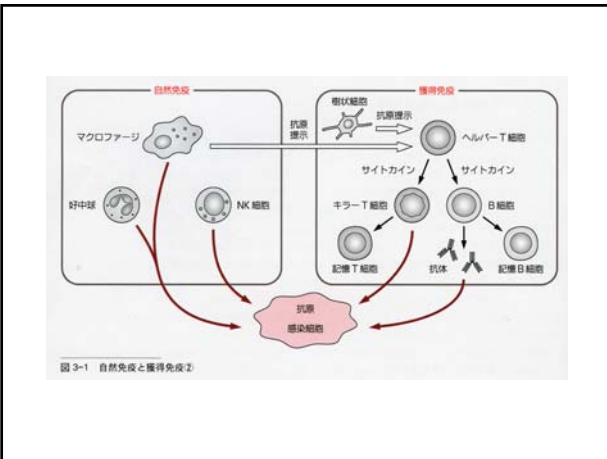 自然免疫
獲得免疫
樹状細胞
マクロファージ
抗原
提示
抗原提示
ヘルパーT細胞
サイトカイン
サイトカイン
好中球
NK細胞
キラーT細胞
B細胞
記憶T細胞
抗体
記憶B細胞
抗原
感染細胞
図3-1 自然免疫と獲得免疫②